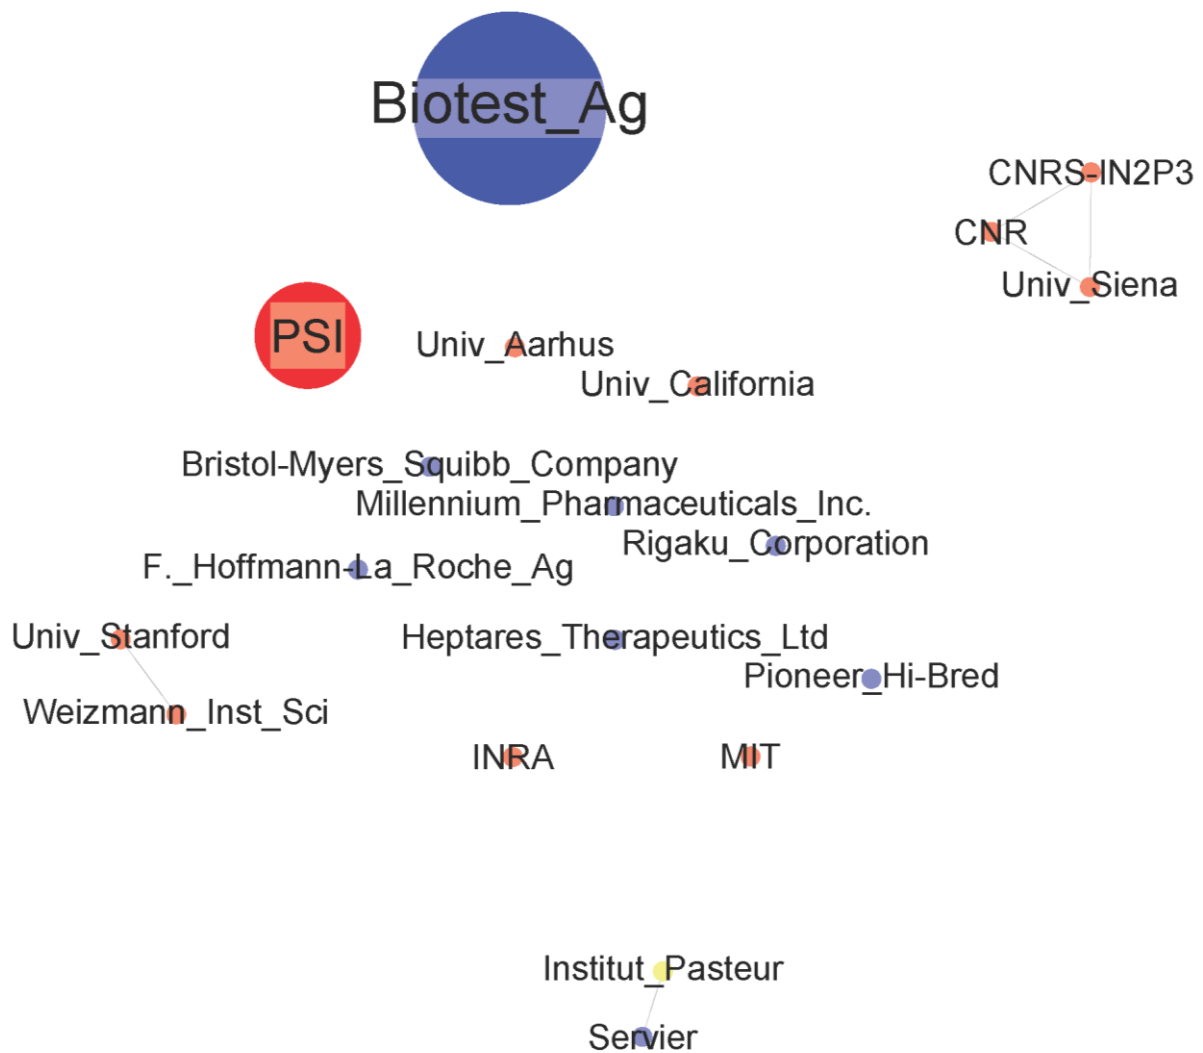 Biotest_Ag
CNRS-IN2P3
CNR
Univ_Siena
PSI
Univ_Aarhus
Univ_California
Bristol-Myers_Squibb_Company
Millennium_Pharmaceuticals_Inc.
Rigaku_Corporation
F._Hoffmann-La_Roche_Ag
Univ_Stanford
Heptares_Therapeutics_Ltd
Pioneer_Hi-Bred
Weizmann_Inst_Sci
INRA
MIT
Institut_Pasteur
Servier